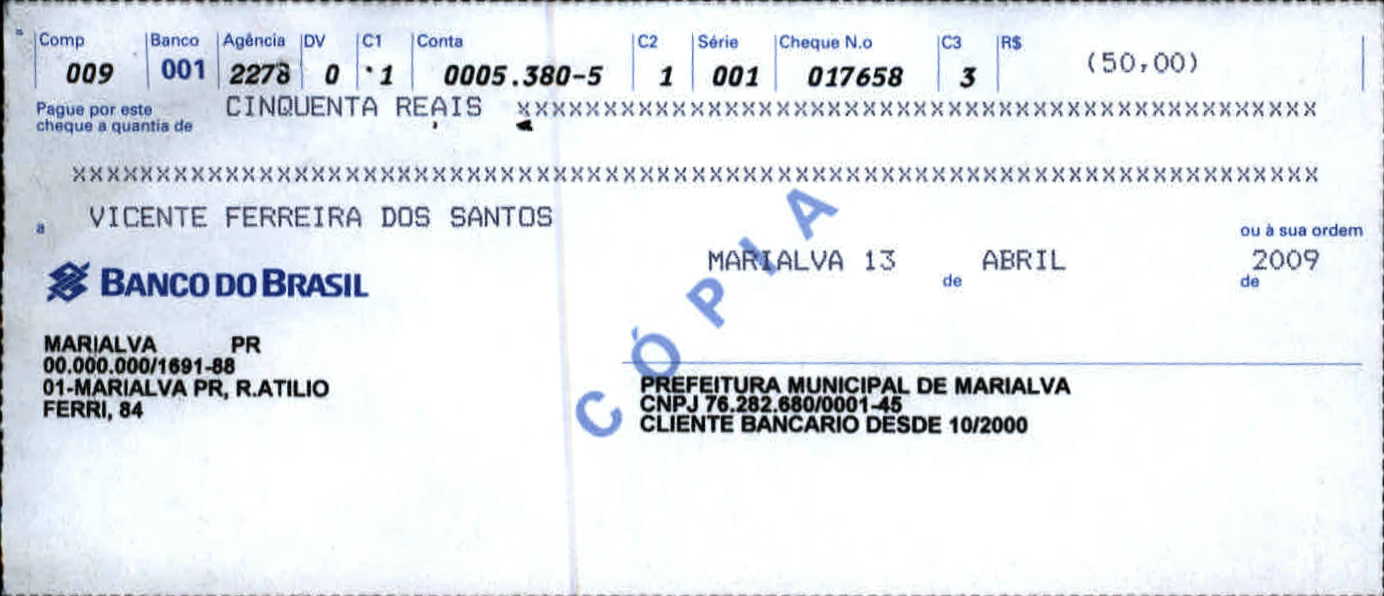 Comp Banco Agência DV C1 Conta C2 Série Cheque N.o C3 R$
009 001 2278 0 1 0005.380-5 1 001 017658 3 (50,00)
Pague por este cheque a quantia de CINQUENTA REAIS xxxxxxxxxxxxxxxxxxxxxxxxxxxxxxxxxxxxxxxxxxxxxxx
xxxxxxxxxxxxxxxxxxxxxxxxxxxxxxxxxxxxxxxxxxxxxxxxxxxxxxxxxxxxxxxxxxxxxxxxx
a VICENTE FERREIRA DOS SANTOS ou à sua ordem
MARIALVA 13 de ABRIL de 2009
BANCO DO BRASIL
CÓPIA
MARIALVA PR
00.000.000/1691-88
01-MARIALVA PR, R.ATILIO
FERRI, 84
PREFEITURA MUNICIPAL DE MARIALVA
CNPJ 76.282.680/0001-45
CLIENTE BANCARIO DESDE 10/2000